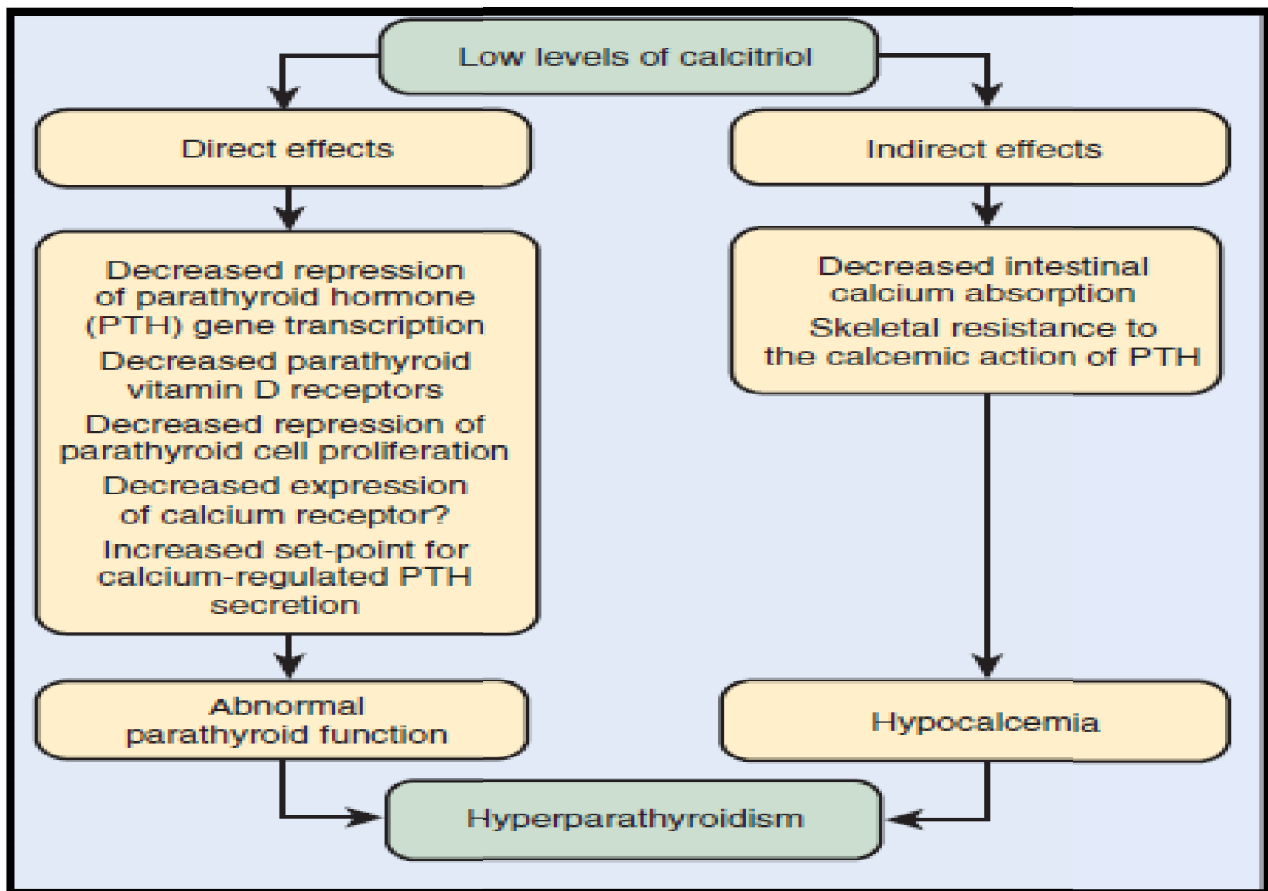 Low levels of calcitriol
Direct effects
Indirect effects
Decreased repression
of parathyroid hormone
(PTH) gene transcription
Decreased parathyroid
vitamin D receptors
Decreased repression of
parathyroid cell proliferation
Decreased expression
of calcium receptor?
Increased set-point for
calcium-regulated PTH
secretion
Decreased intestinal
calcium absorption
Skeletal resistance to
the calcemic action of PTH
Abnormal
parathyroid function
Hypocalcemia
Hyperparathyroidism